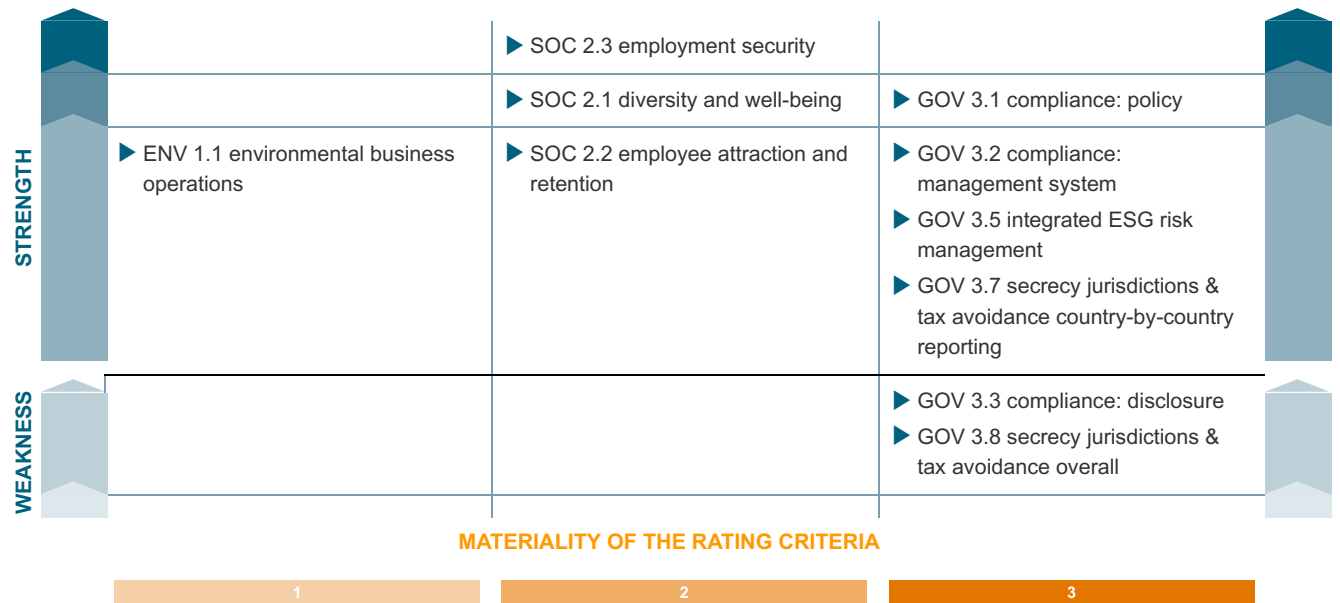 STRENGTH
WEAKNESS
SOC 2.3 employment security
SOC 2.1 diversity and well-being
GOV 3.1 compliance: policy
ENV 1.1 environmental business
operations
SOC 2.2 employee attraction and
retention
GOV 3.2 compliance:
management system
GOV 3.5 integrated ESG risk
management
GOV 3.7 secrecy jurisdictions &
tax avoidance country-by-country
reporting
GOV 3.3 compliance: disclosure
GOV 3.8 secrecy jurisdictions &
tax avoidance overall
MATERIALITY OF THE RATING CRITERIA
1
2
3